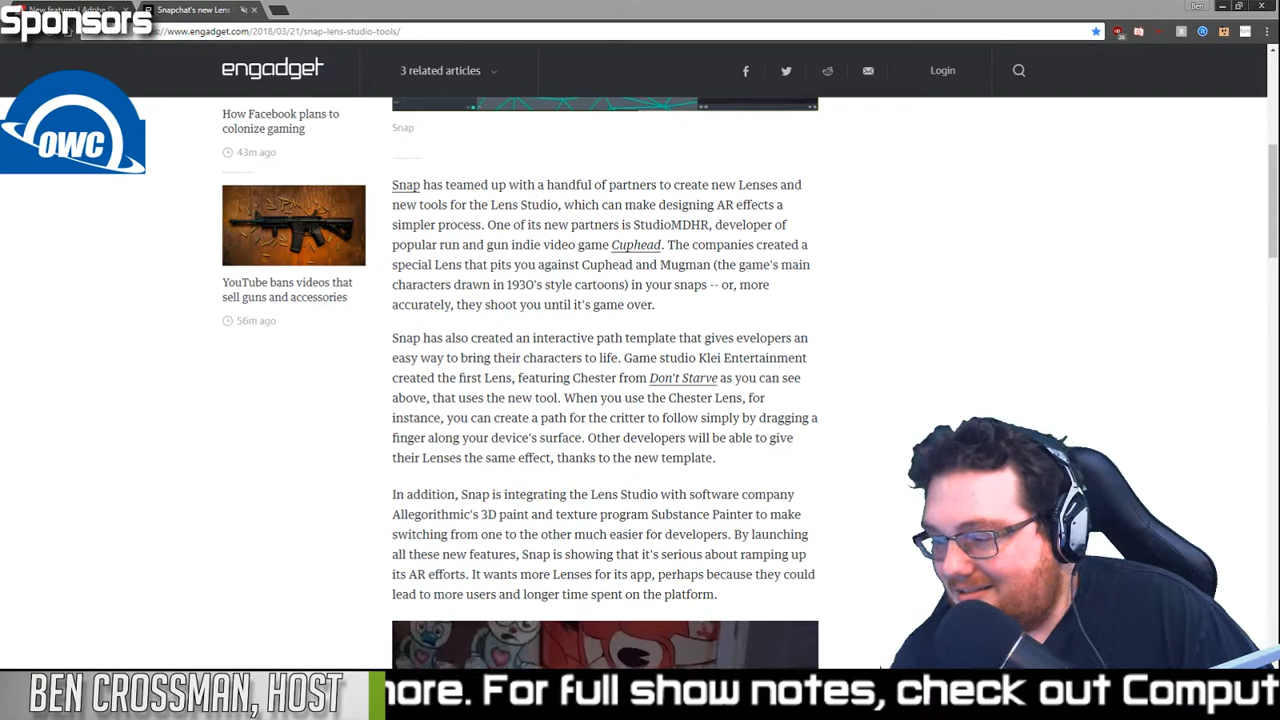 New features | Adobe D
Snapchat's new Lens
Ben
Sponsors
https://www.engadget.com/2018/03/21/snap-lens-studio-tools/
engadget
3 related articles
Login
OWC
How Facebook plans to
colonize gaming
43m ago
YouTube bans videos that
sell guns and accessories
56m ago
Snap
Snap has teamed up with a handful of partners to create new Lenses and
new tools for the Lens Studio, which can make designing AR effects a
simpler process. One of its new partners is StudioMDHR, developer of
popular run and gun indie video game Cuphead. The companies created a
special Lens that pits you against Cuphead and Mugman (the game's main
characters drawn in 1930's style cartoons) in your snaps -- or, more
accurately, they shoot you until it's game over.
Snap has also created an interactive path template that gives evelopers an
easy way to bring their characters to life. Game studio Klei Entertainment
created the first Lens, featuring Chester from Don't Starve as you can see
above, that uses the new tool. When you use the Chester Lens, for
instance, you can create a path for the critter to follow simply by dragging a
finger along your device's surface. Other developers will be able to give
their Lenses the same effect, thanks to the new template.
In addition, Snap is integrating the Lens Studio with software company
Allegorithmic's 3D paint and texture program Substance Painter to make
switching from one to the other much easier for developers. By launching
all these new features, Snap is showing that it's serious about ramping up
its AR efforts. It wants more Lenses for its app, perhaps because they could
lead to more users and longer time spent on the platform.
BEN CROSSMAN, HOST
more. For full show notes, check out Comput